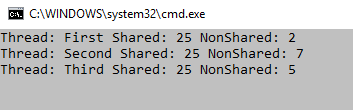 C:\WINDOWS\system32\cmd.exe
Thread: First Shared: 25 NonShared: 2
Thread: Second Shared: 25 NonShared: 7
Thread: Third Shared: 25 NonShared: 5